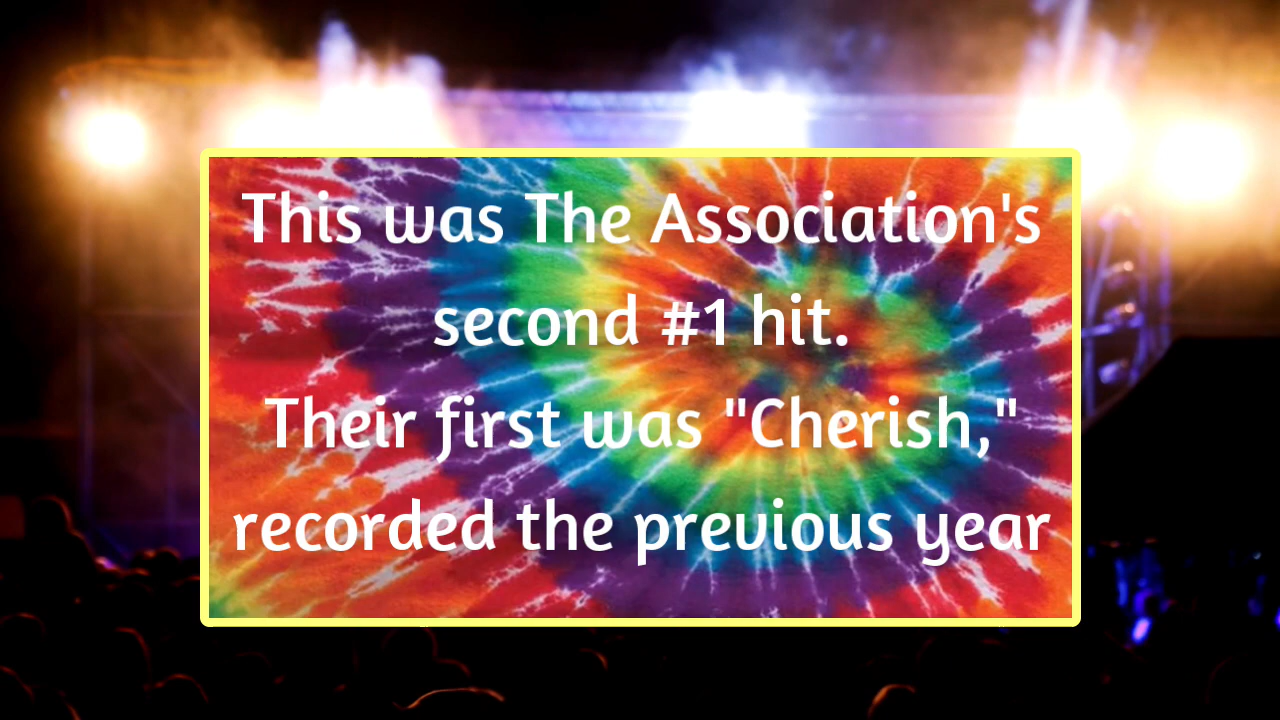 This was The Association's
second #1 hit.
Their first was "Cherish,"
recorded the previous year